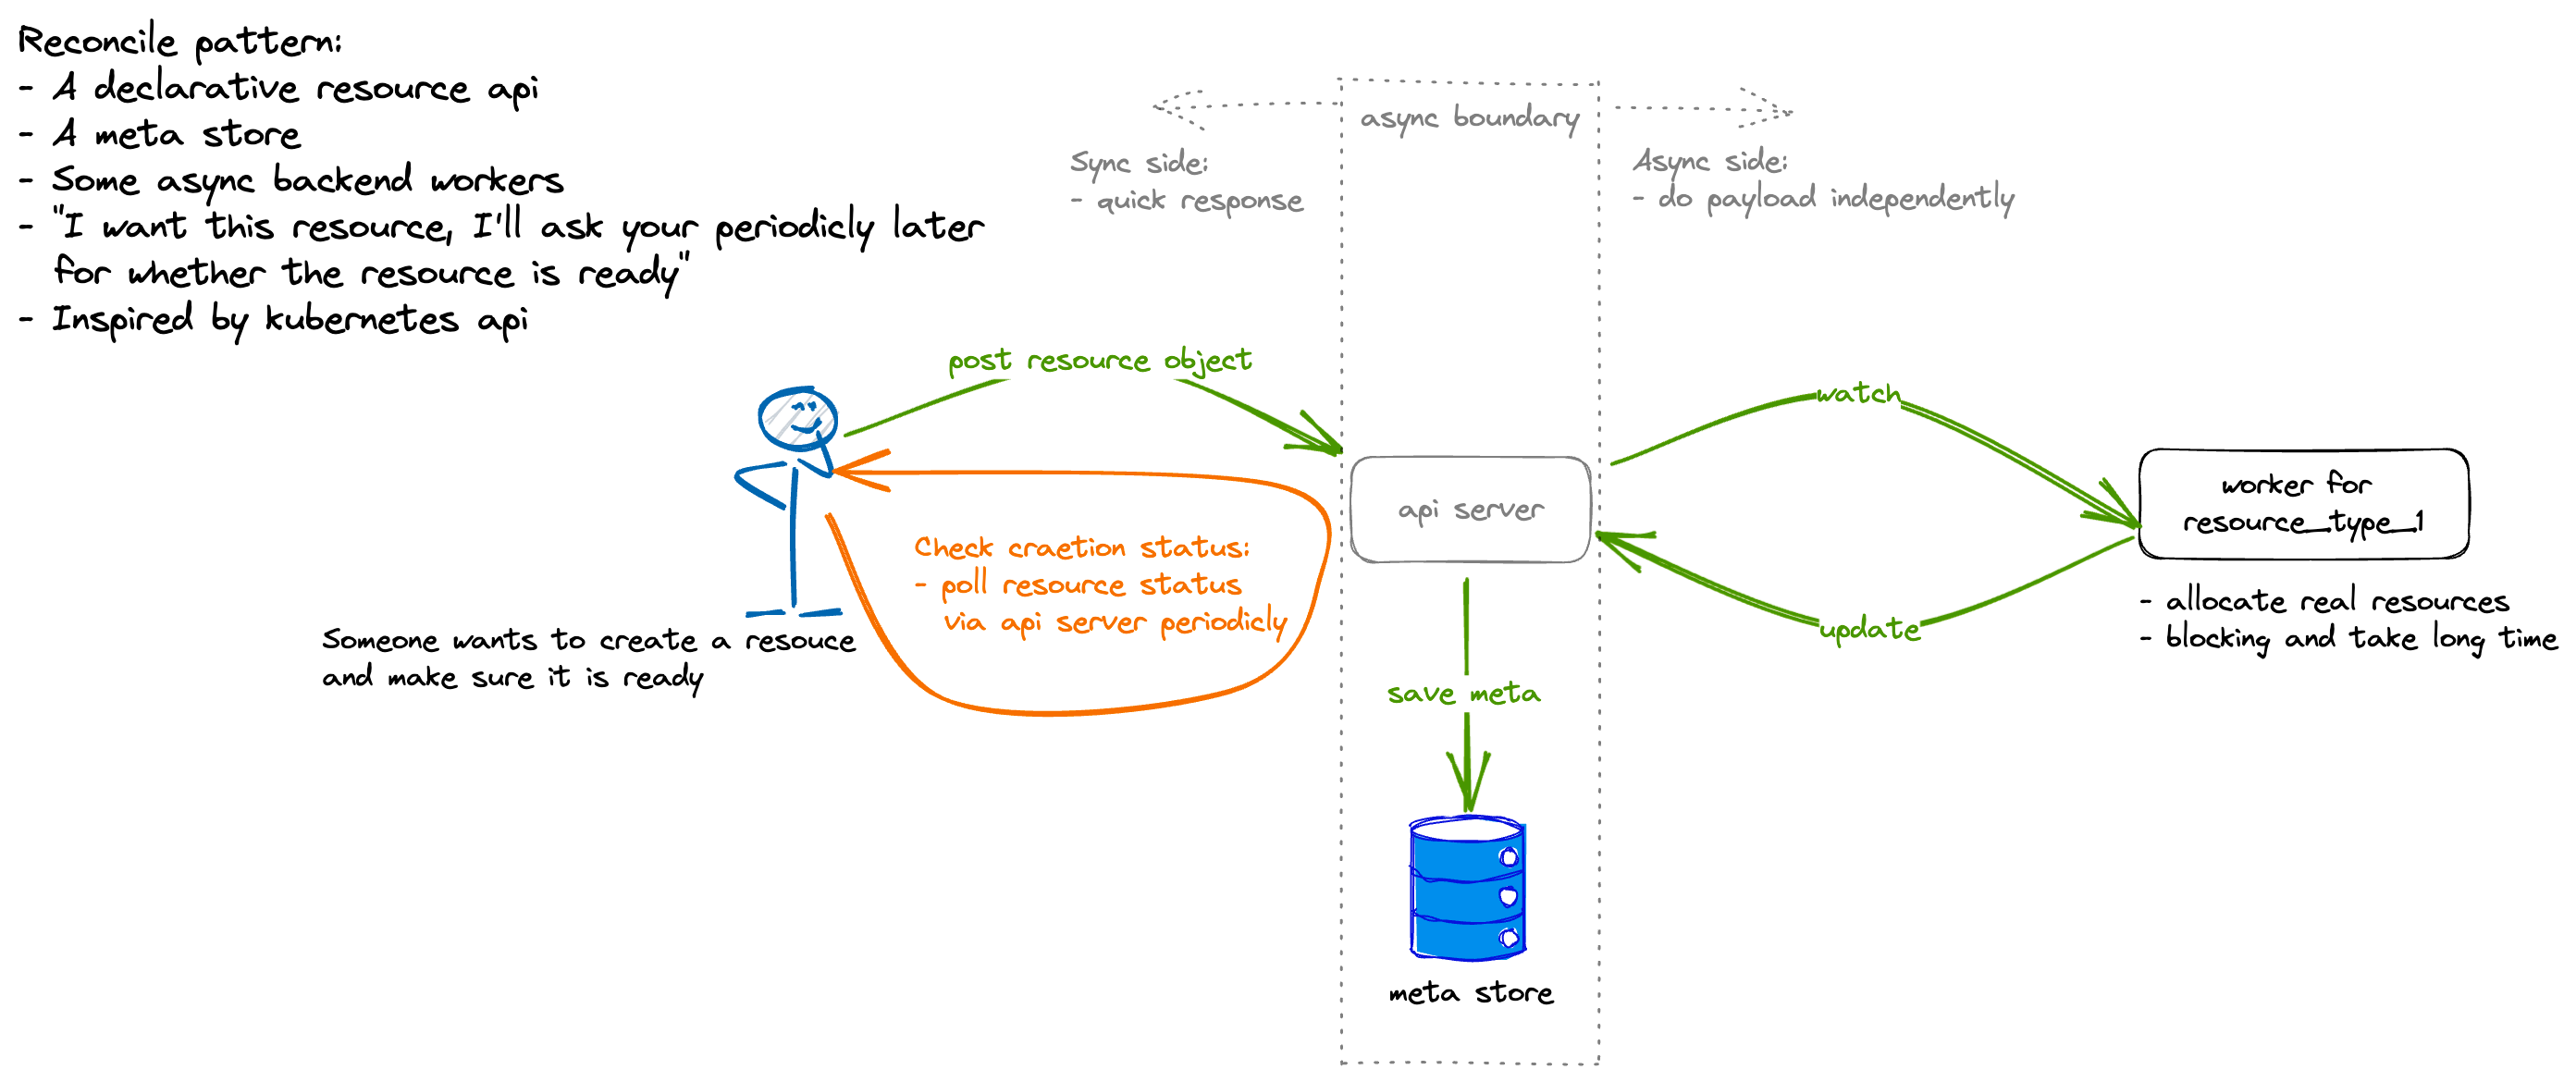 Reconcile pattern:
- A declarative resource api
- A meta store
- Some async backend workers
- "I want this resource, I'll ask your periodicly later
for whether the resource is ready"
- Inspired by kubernetes api
async boundary
Sync side:
- quick response
Async side:
- do payload independently
post resource object
watch
api server
worker for
resource_type_1
Check craetion status:
- poll resource status
via api server periodicly
- allocate real resources
- blocking and take long time
update
Someone wants to create a resouce
and make sure it is ready
save meta
meta store